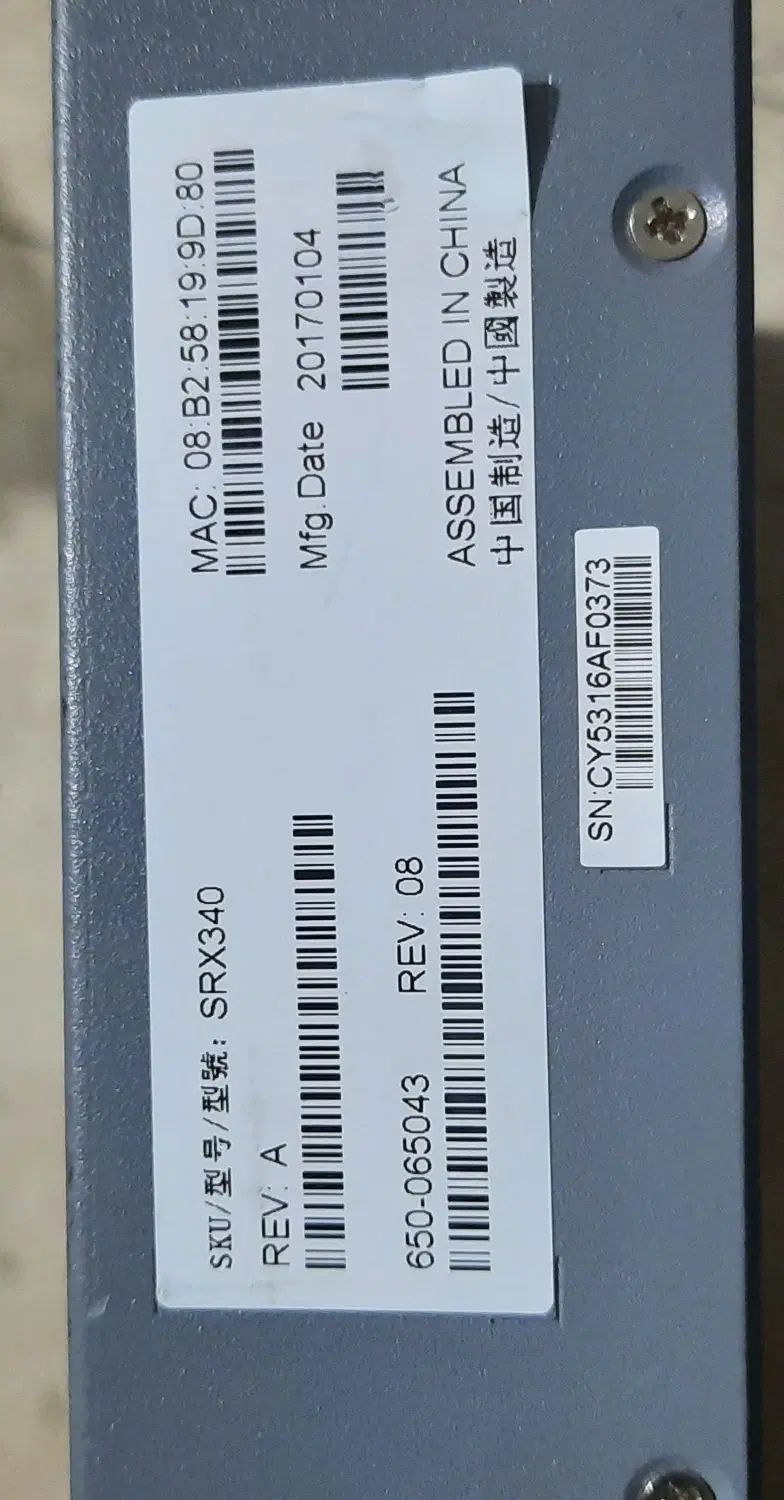 SKU/型号/型號: SRX340
REV: A
650-065043 REV: 08
MAC: 08:B2:58:19:9D:80
Mfg.Date 20170104
ASSEMBLED IN CHINA
中国制造/中國製造
SN:CY5316AF0373